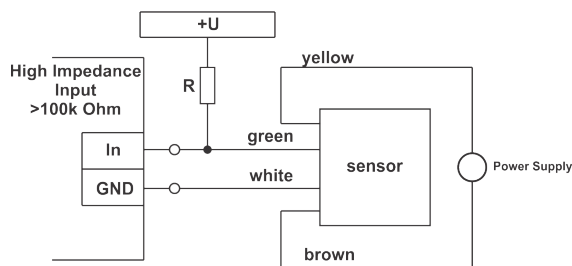 +U
yellow
High Impedance
Input
>100k Ohm
R
In
green
sensor
Power Supply
GND
white
brown